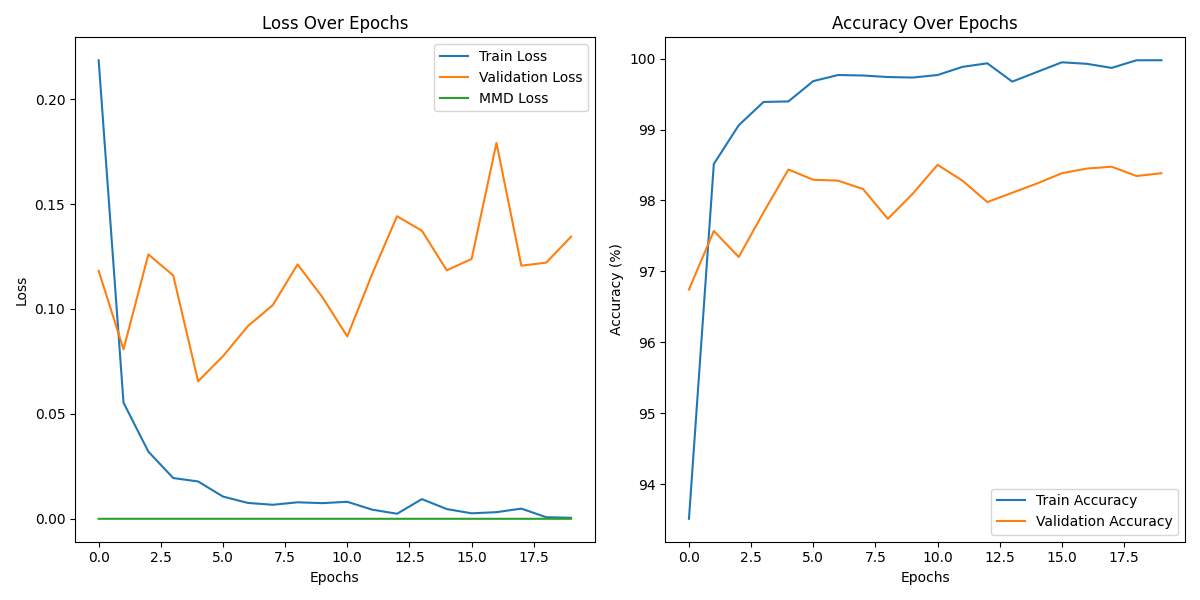 Loss Over Epochs
Train Loss
Validation Loss
MMD Loss
0.20
0.15
0.10
0.05
0.00
Loss
0.0 2.5 5.0 7.5 10.0 12.5 15.0 17.5
Epochs
Accuracy Over Epochs
100
99
98
97
96
95
94
Accuracy (%)
Train Accuracy
Validation Accuracy
0.0 2.5 5.0 7.5 10.0 12.5 15.0 17.5
Epochs